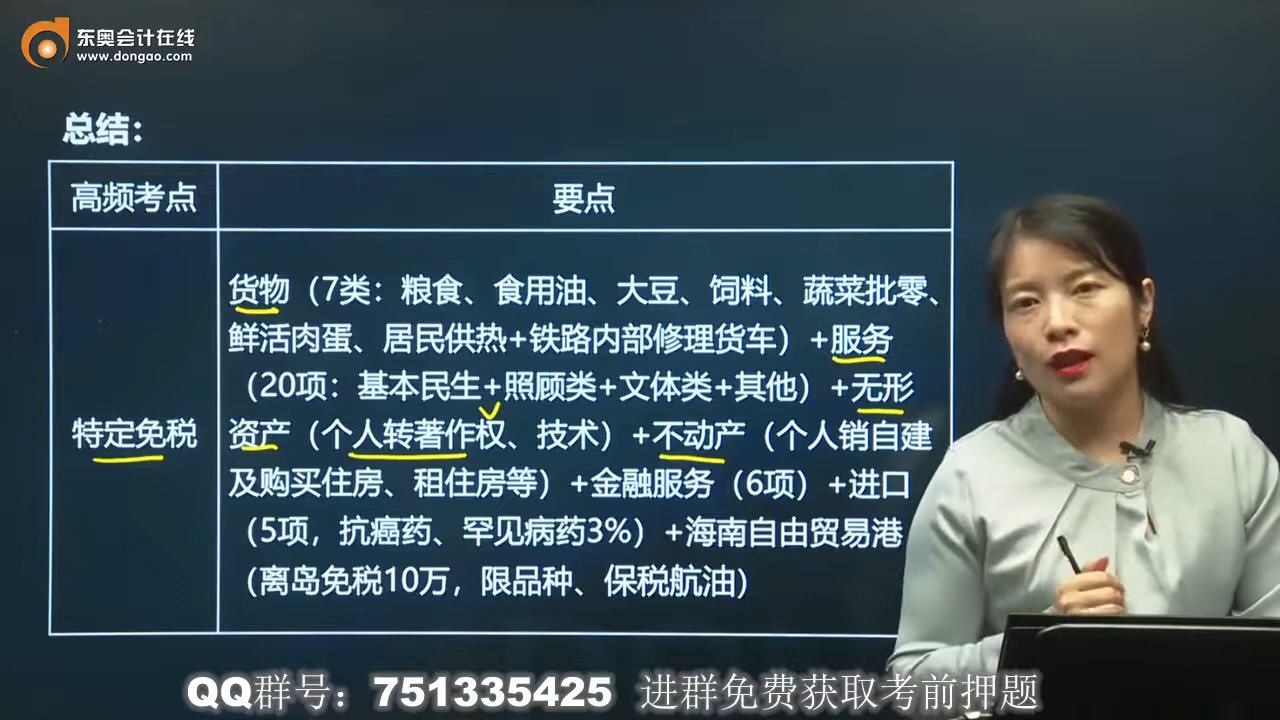 东奥会计在线
www.dongao.com
总结：
高频考点
要点
特定免税
货物（7类：粮食、食用油、大豆、饲料、蔬菜批零、
鲜活肉蛋、居民供热+铁路内部修理货车）+服务
（20项：基本民生+照顾类+文体类+其他）+无形
资产（个人转著作权、技术）+不动产（个人销自建
及购买住房、租住房等）+金融服务（6项）+进口
（5项，抗癌药、罕见病药3%）+海南自由贸易港
（离岛免税10万，限品种、保税航油）
QQ群号：751335425 进群免费获取考前押题